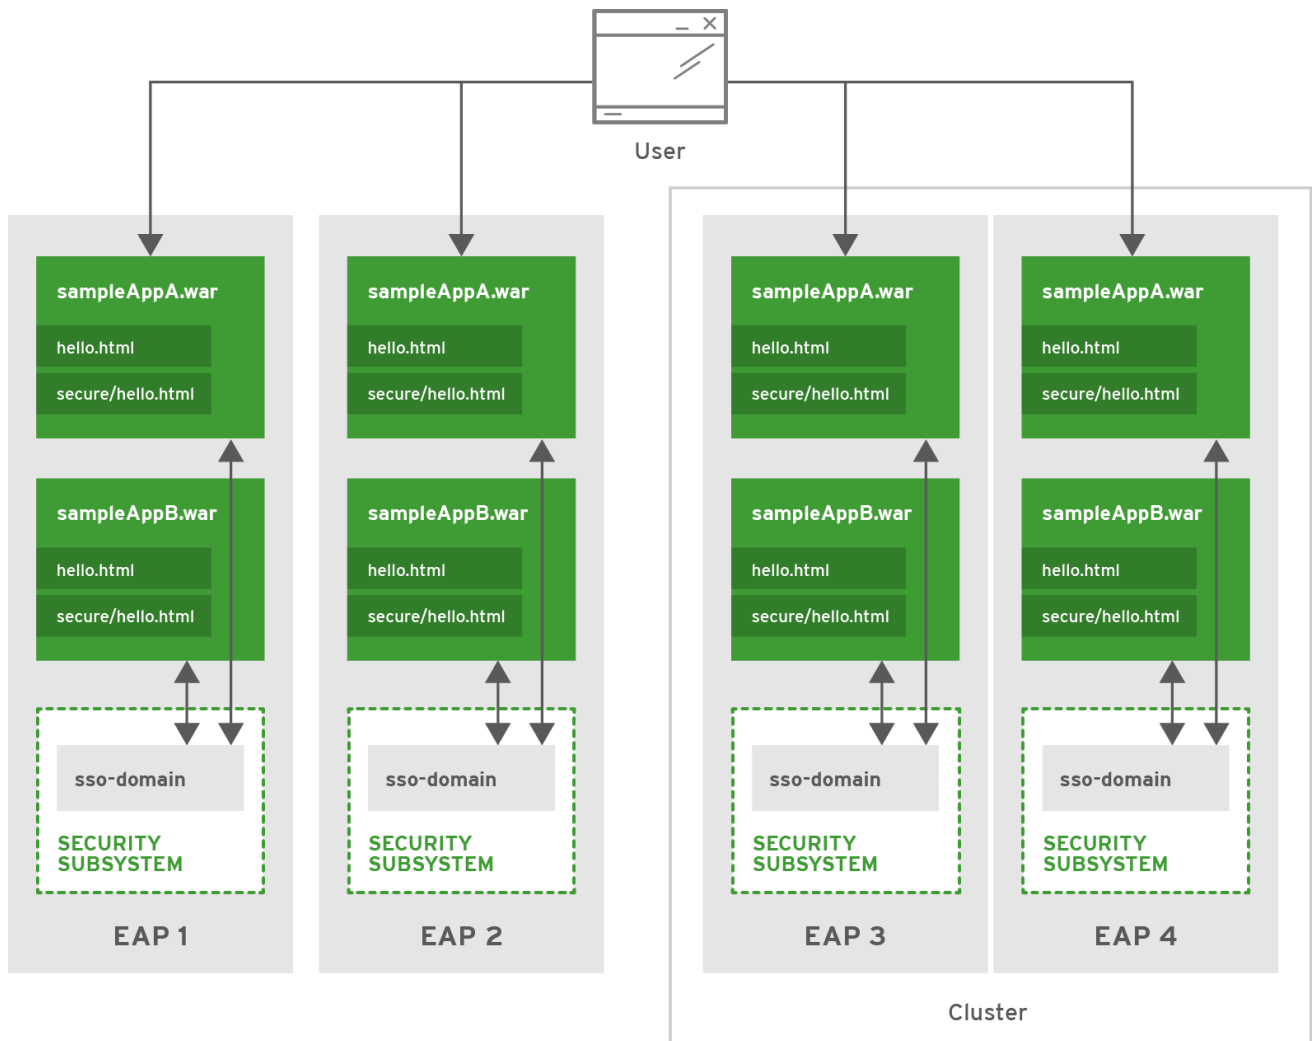 User
sampleAppA.war
hello.html
secure/hello.html
sampleAppB.war
hello.html
secure/hello.html
sso-domain
SECURITY
SUBSYSTEM
EAP 1
sampleAppA.war
hello.html
secure/hello.html
sampleAppB.war
hello.html
secure/hello.html
sso-domain
SECURITY
SUBSYSTEM
EAP 2
sampleAppA.war
hello.html
secure/hello.html
sampleAppB.war
hello.html
secure/hello.html
sso-domain
SECURITY
SUBSYSTEM
EAP 3
sampleAppA.war
hello.html
secure/hello.html
sampleAppB.war
hello.html
secure/hello.html
sso-domain
SECURITY
SUBSYSTEM
EAP 4
Cluster